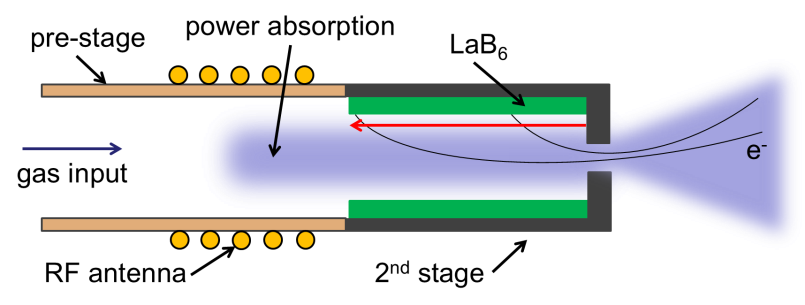 power absorption
pre-stage
LaB₆
gas input
e⁻
RF antenna
2ⁿᵈ stage